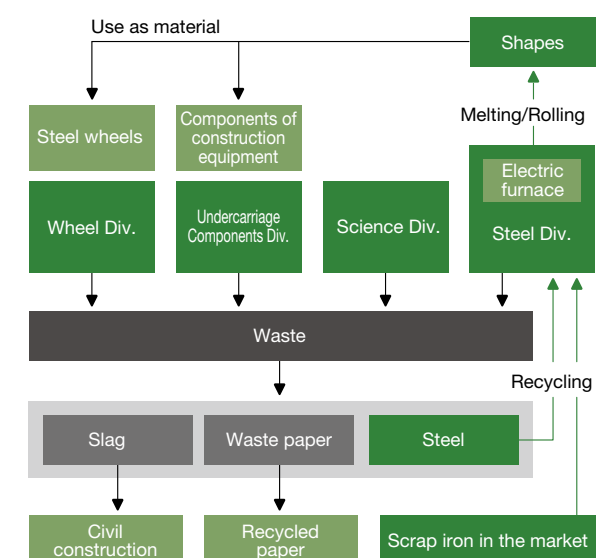 Use as material
Shapes
Melting/Rolling
Steel wheels
Components of
construction
equipment
Electric
furnace
Wheel Div.
Undercarriage
Components Div.
Science Div.
Steel Div.
Waste
Recycling
Slag
Waste paper
Steel
Civil
construction
Recycled
paper
Scrap iron in the market